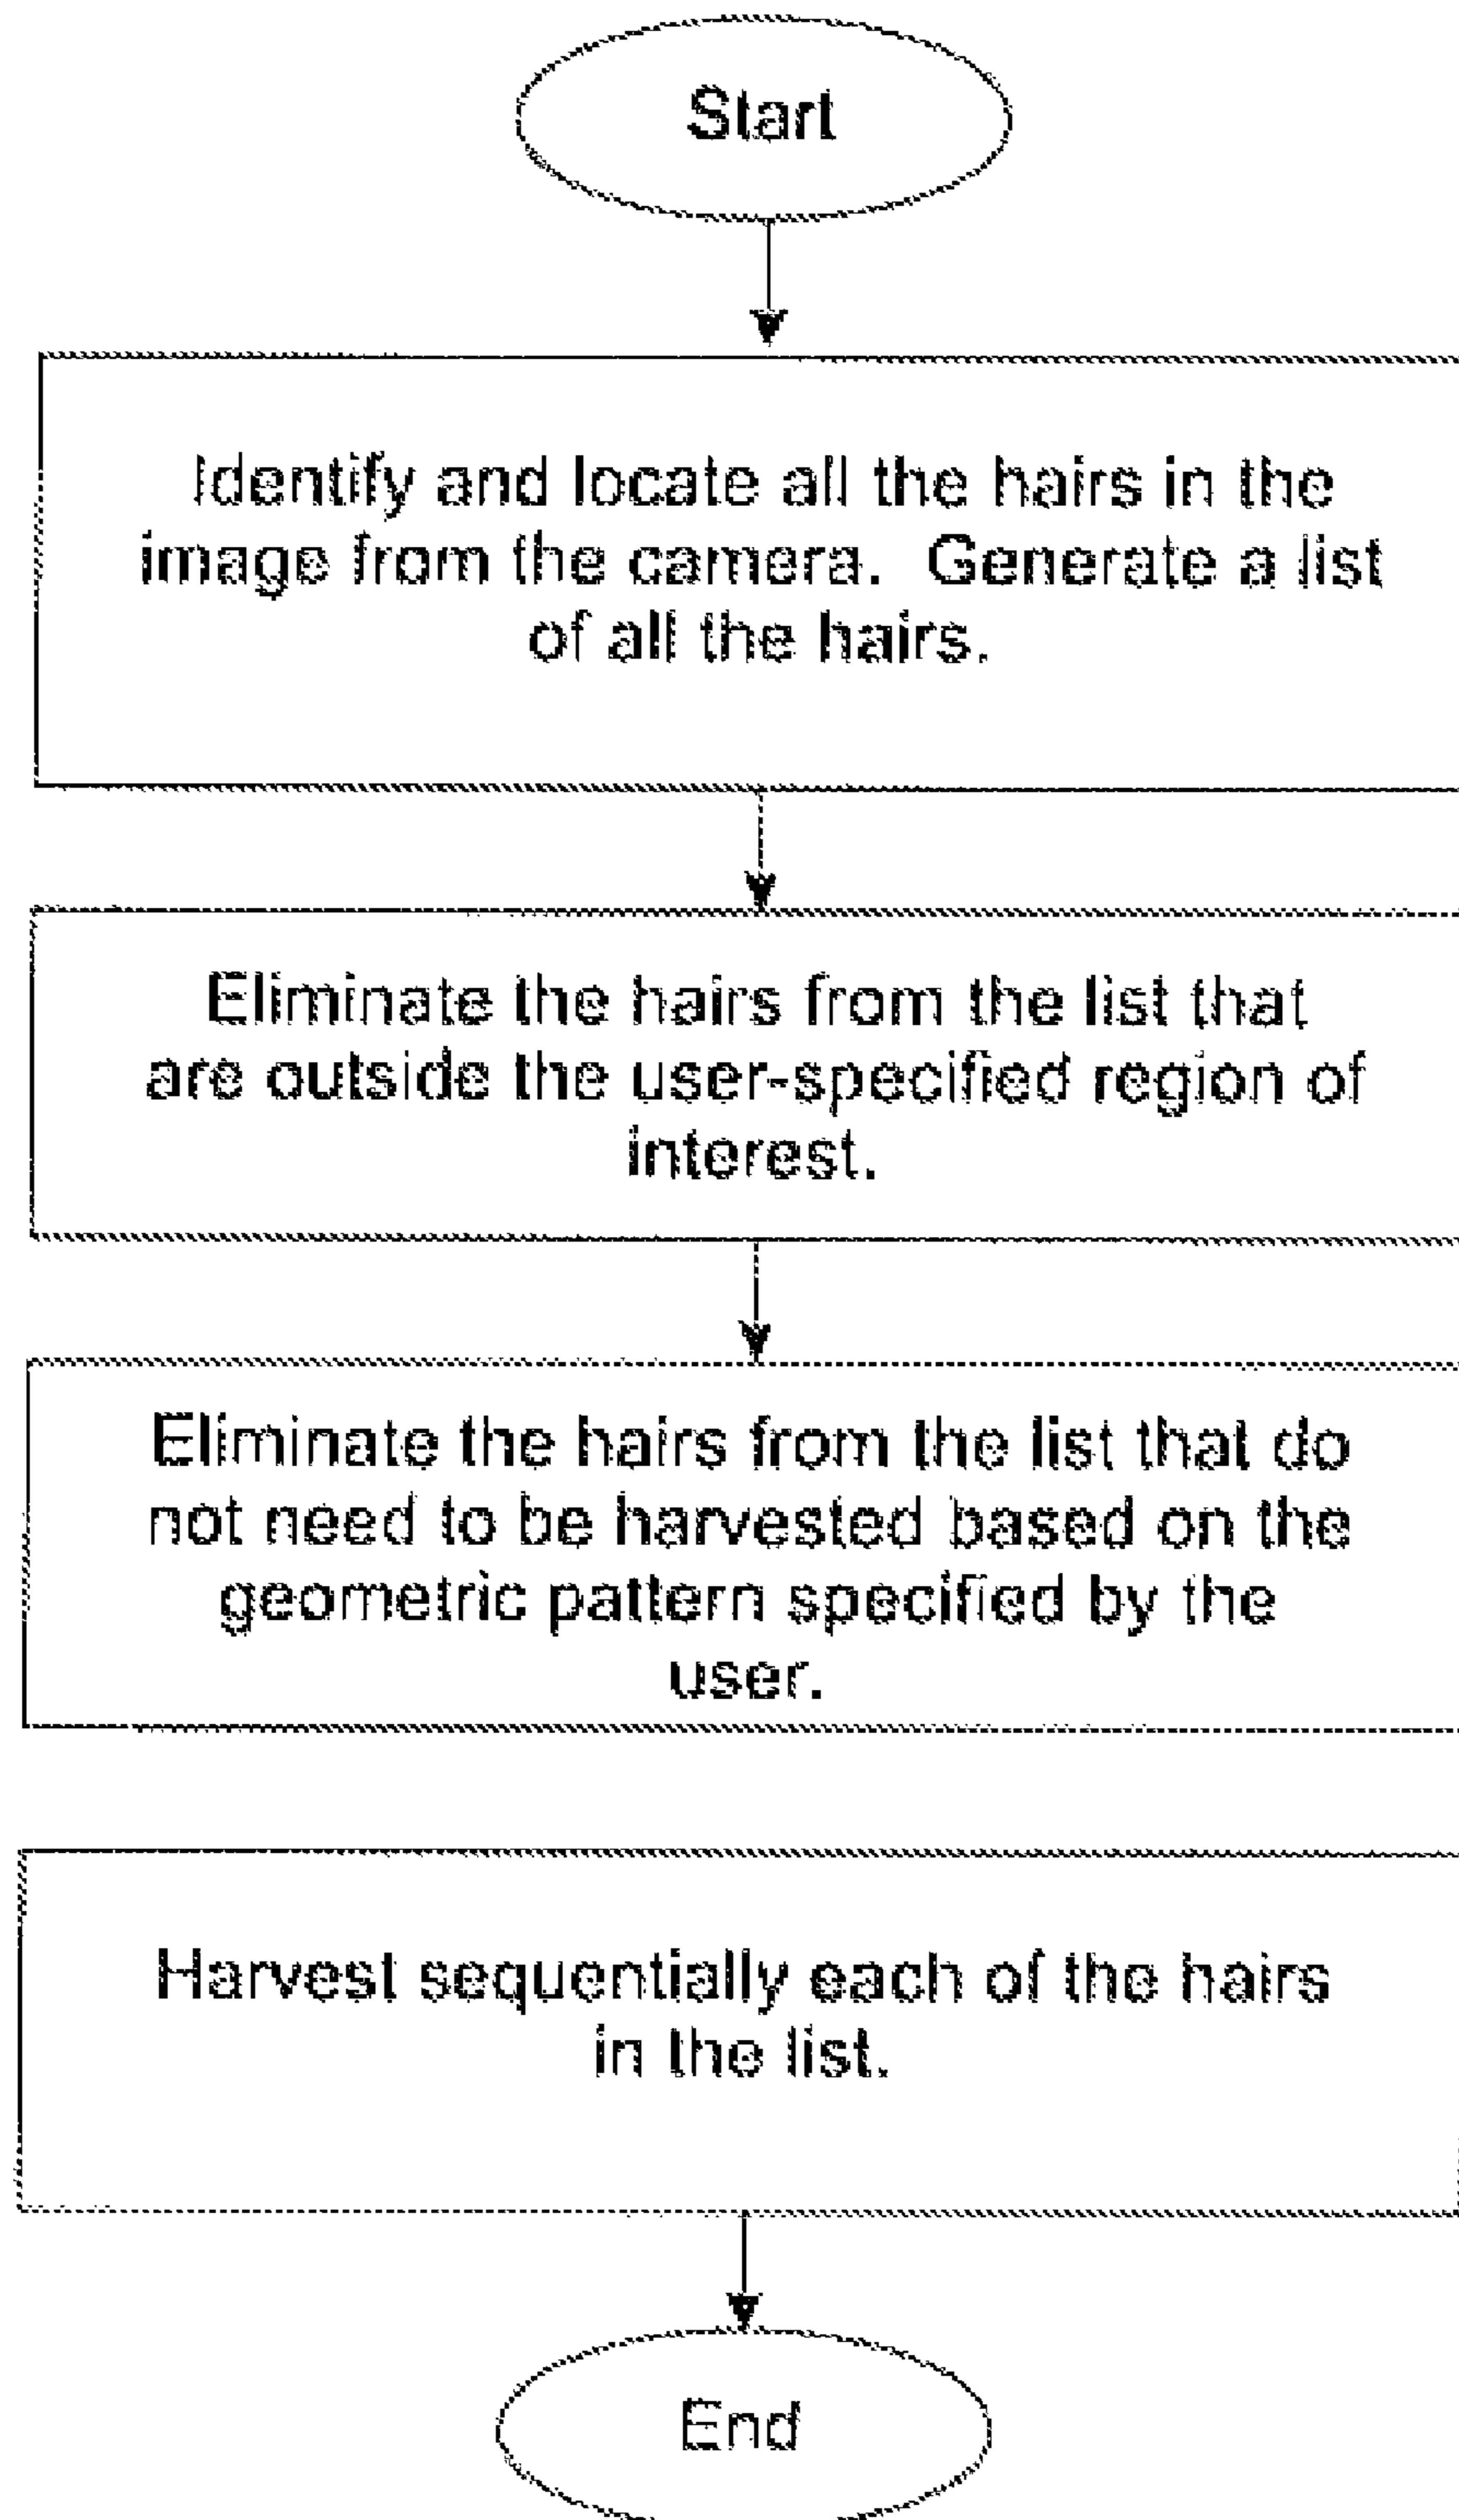 Start
Identify and locate all the hairs in the
image from the camera. Generate a list
of all the hairs.
Eliminate the hairs from the list that
are outside the user-specified region of
interest.
Eliminate the hairs from the list that do
not need to be harvested based on the
geometric pattern specified by the
user.
Harvest sequentially each of the hairs
in the list.
End